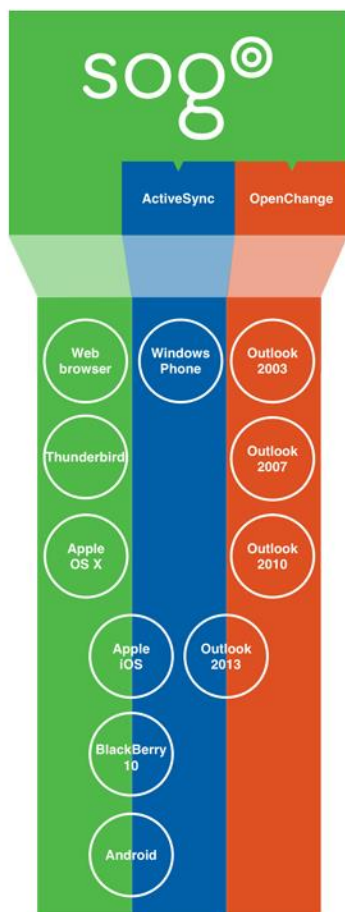 sogo
ActiveSync
OpenChange
Web
browser
Windows
Phone
Outlook
2003
Thunderbird
Outlook
2007
Apple
OS X
Outlook
2010
Apple
iOS
Outlook
2013
BlackBerry
10
Android